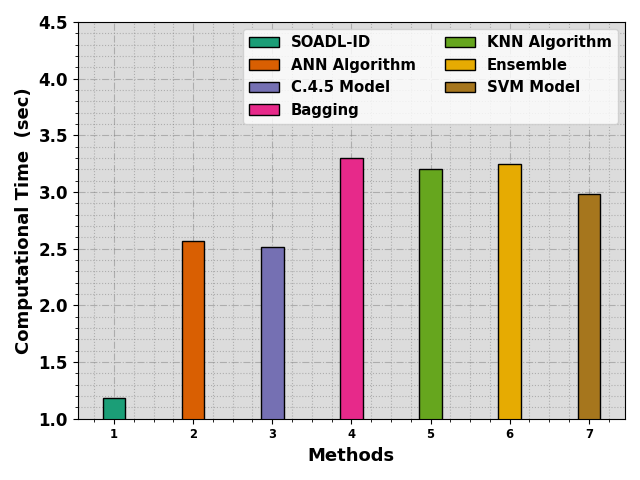 4.5
4.0
3.5
3.0
2.5
2.0
1.5
1.0
Computational Time (sec)
SOADL-ID
ANN Algorithm
C.4.5 Model
Bagging
KNN Algorithm
Ensemble
SVM Model
1 2 3 4 5 6 7
Methods